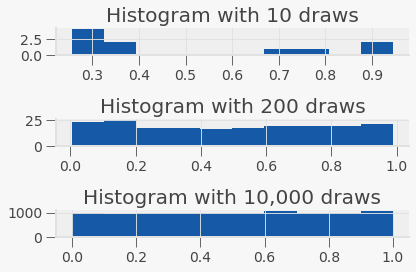 Histogram with 10 draws
2.5
0.0
0.3 0.4 0.5 0.6 0.7 0.8 0.9
Histogram with 200 draws
25
0
0.0 0.2 0.4 0.6 0.8 1.0
Histogram with 10,000 draws
1000
0
0.0 0.2 0.4 0.6 0.8 1.0